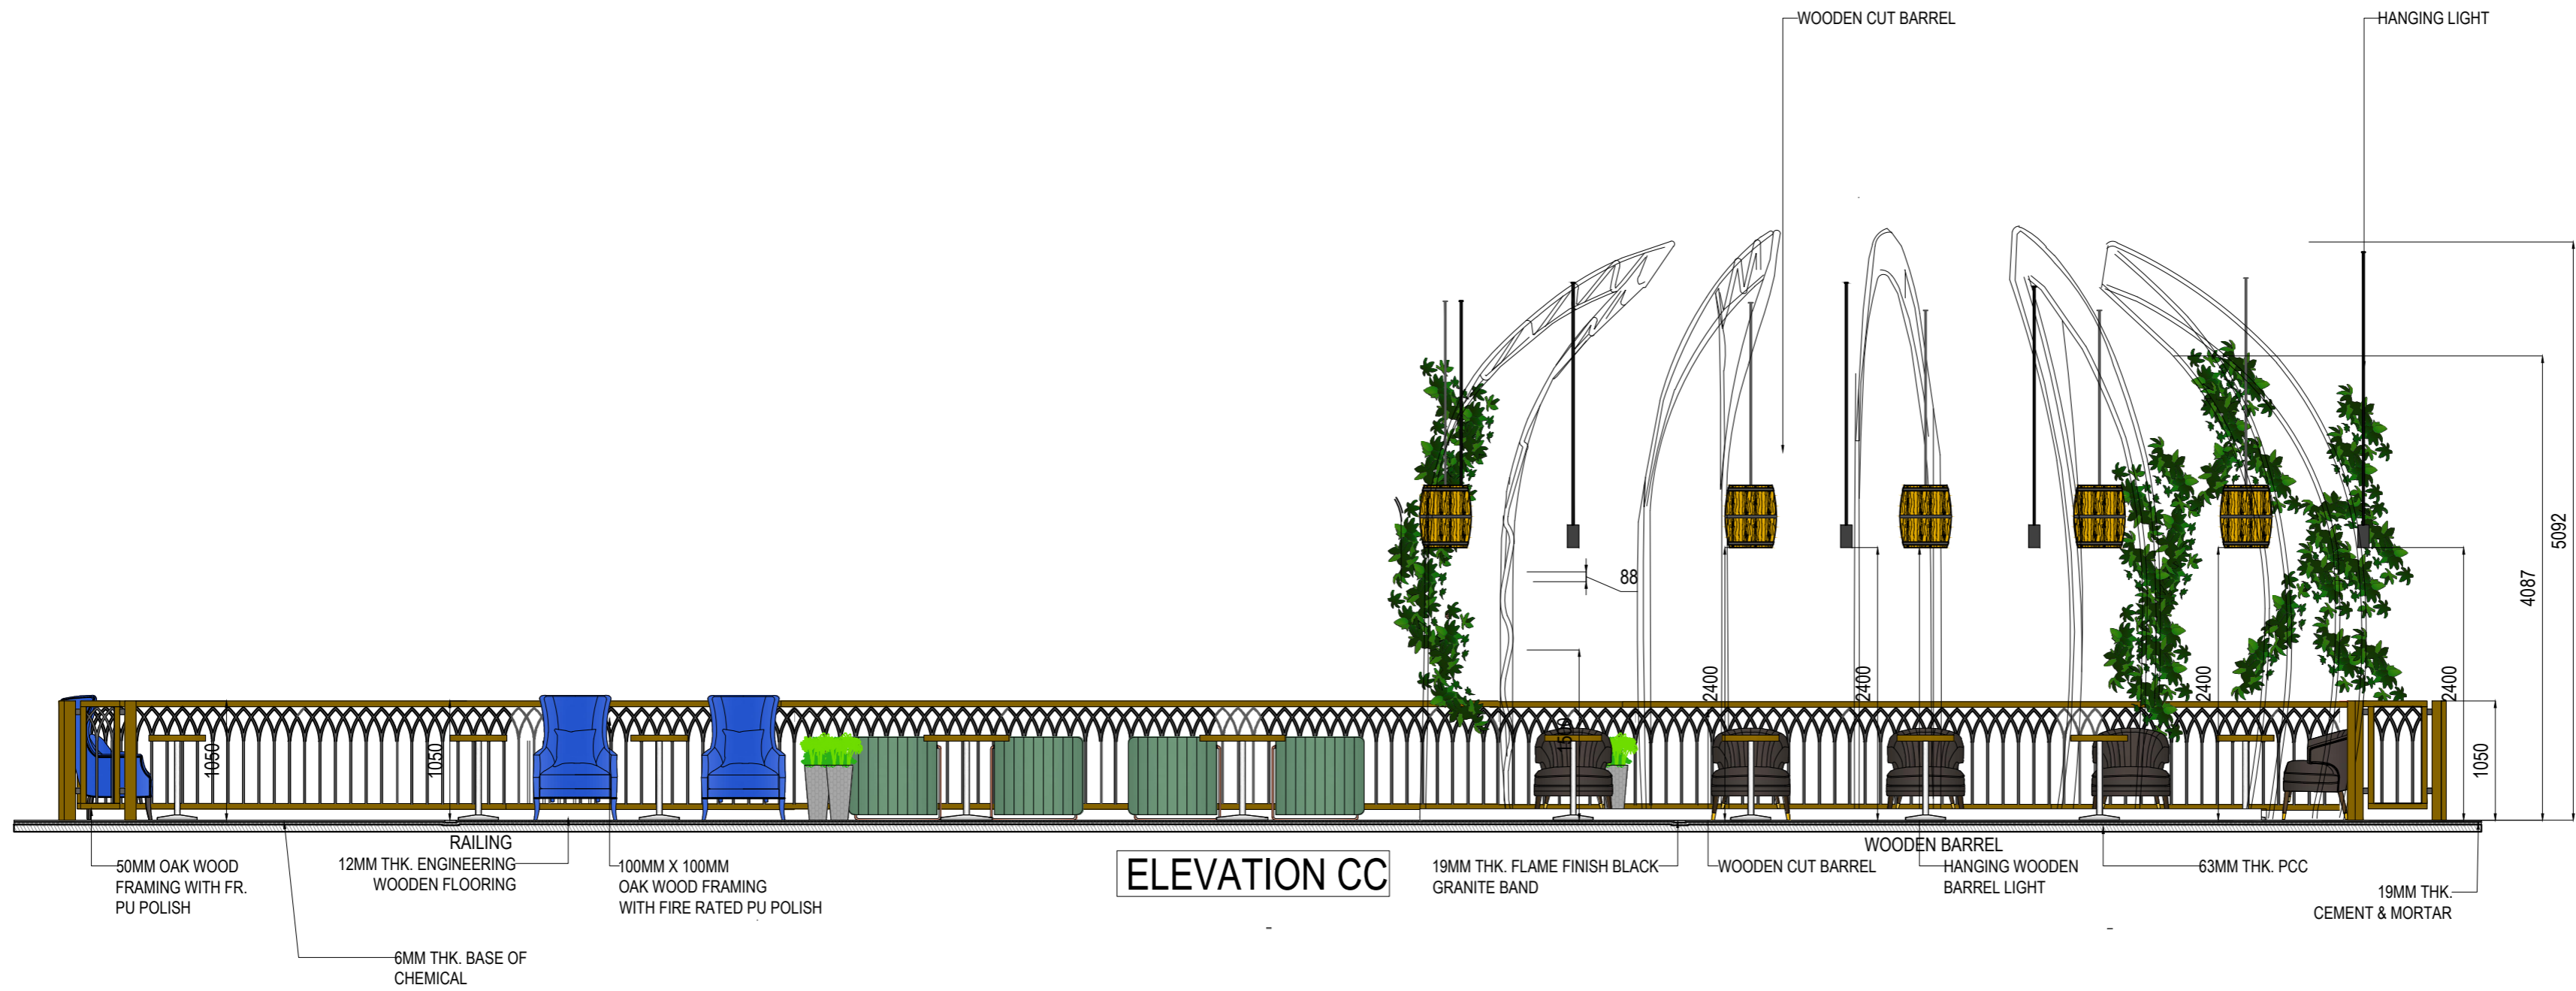 WOODEN CUT BARREL
HANGING LIGHT
5092
4087
88
2400
2400
2400
2400
1500
1050
1050
1050
RAILING
WOODEN BARREL
50MM OAK WOOD
FRAMING WITH FR.
PU POLISH
12MM THK. ENGINEERING
WOODEN FLOORING
100MM X 100MM
OAK WOOD FRAMING
WITH FIRE RATED PU POLISH
ELEVATION CC
19MM THK. FLAME FINISH BLACK
GRANITE BAND
WOODEN CUT BARREL
HANGING WOODEN
BARREL LIGHT
63MM THK. PCC
19MM THK.
CEMENT & MORTAR
6MM THK. BASE OF
CHEMICAL